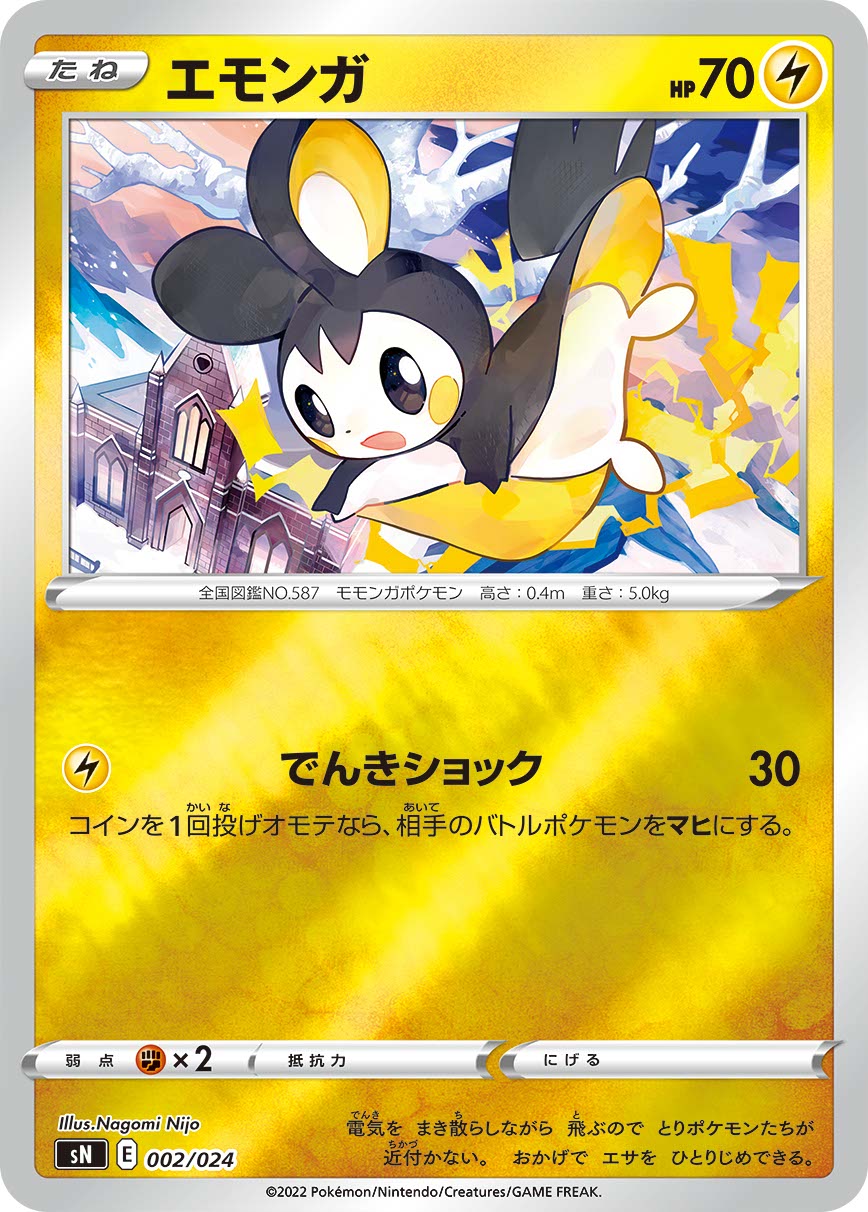 たね エモンガ HP70
全国図鑑NO.587 モモンガポケモン 高さ：0.4m 重さ：5.0kg
でんきショック 30
コインを1回投げオモテなら、相手のバトルポケモンをマヒにする。
弱点 ×2 抵抗力 にげる
Illus.Nagomi Nijo
電気を まき散らしながら 飛ぶので とりポケモンたちが
近付かない。 おかげで エサを ひとりじめできる。
sN E 002/024
©2022 Pokémon/Nintendo/Creatures/GAME FREAK.